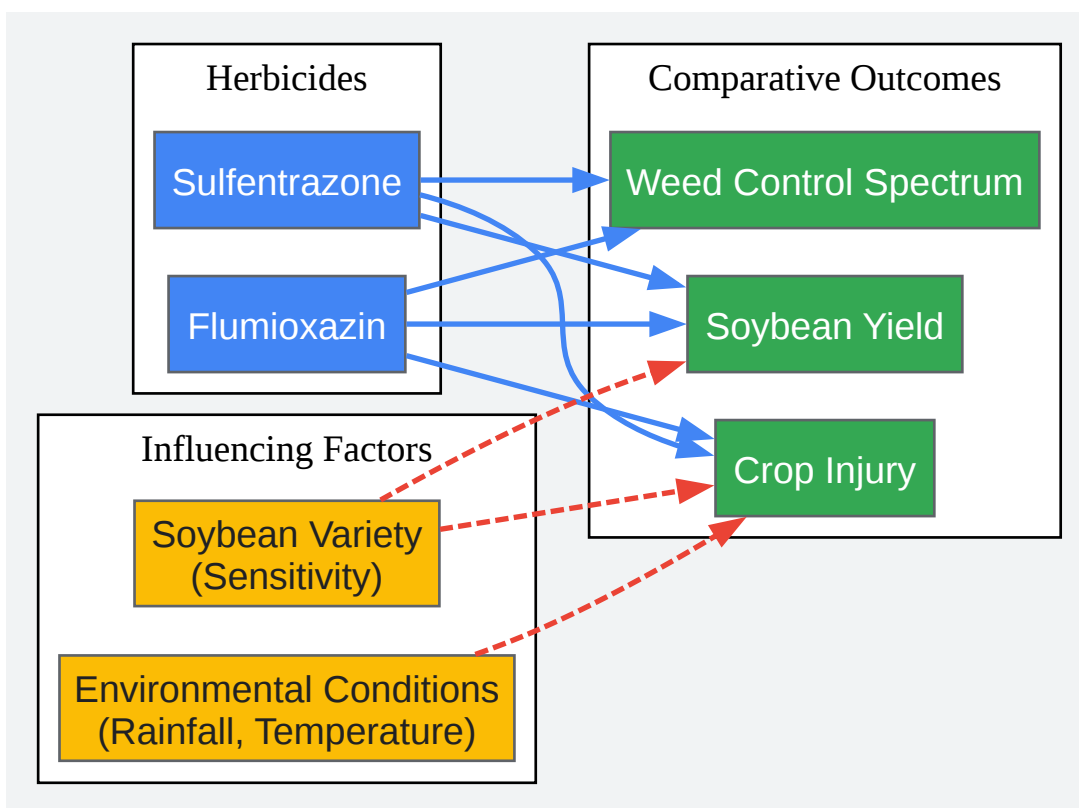 Herbicides
Sulfentrazone
Flumioxazin
Comparative Outcomes
Weed Control Spectrum
Soybean Yield
Crop Injury
Influencing Factors
Soybean Variety
(Sensitivity)
Environmental Conditions
(Rainfall, Temperature)